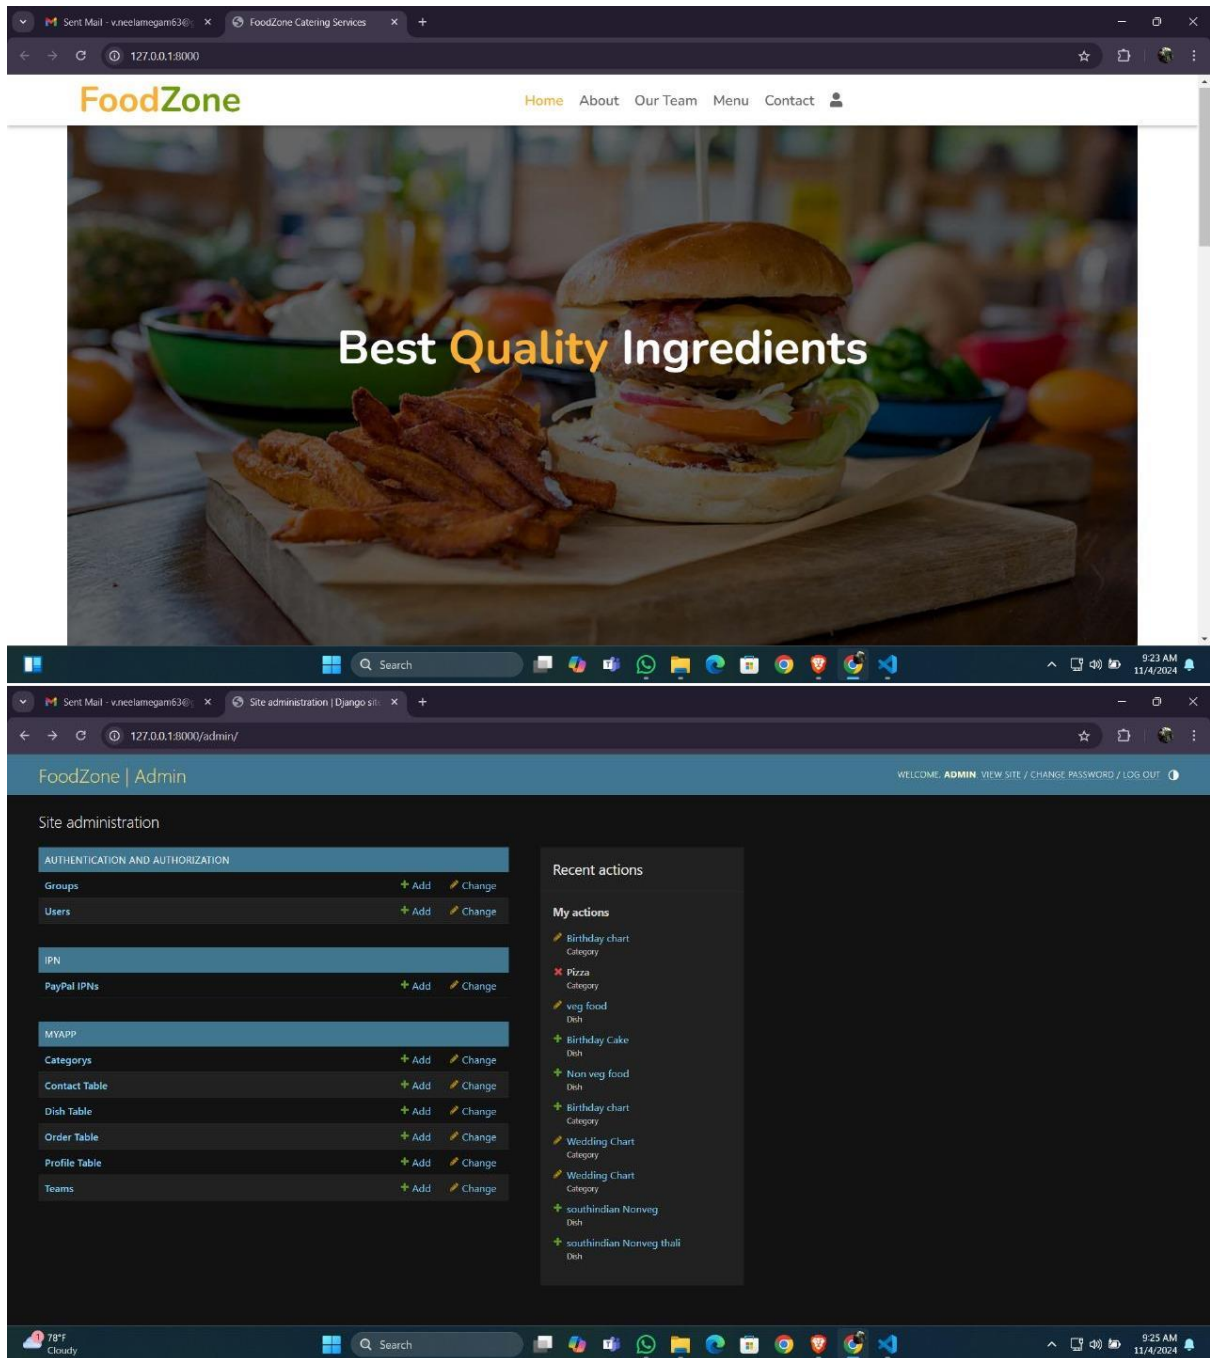 Sent Mail - v.neelamegam63@g
FoodZone Catering Services
127.0.0.1:8000
FoodZone
Home About Our Team Menu Contact
Best Quality Ingredients
Search
9:23 AM
11/4/2024
Sent Mail - v.neelamegam63@g
Site administration | Django site
127.0.0.1:8000/admin/
FoodZone | Admin
WELCOME, ADMIN. VIEW SITE / CHANGE PASSWORD / LOG OUT
Site administration
AUTHENTICATION AND AUTHORIZATION
Groups + Add Change
Users + Add Change
IPN
PayPal IPNs + Add Change
MYAPP
Categorys + Add Change
Contact Table + Add Change
Dish Table + Add Change
Order Table + Add Change
Profile Table + Add Change
Teams + Add Change
Recent actions
My actions
Birthday chart
Category
Pizza
Category
veg food
Dish
Birthday Cake
Dish
Non veg food
Dish
Birthday chart
Category
Wedding Chart
Category
Wedding Chart
Category
southindian Nonveg
Dish
southindian Nonveg thali
Dish
1
78°F
Cloudy
Search
9:25 AM
11/4/2024